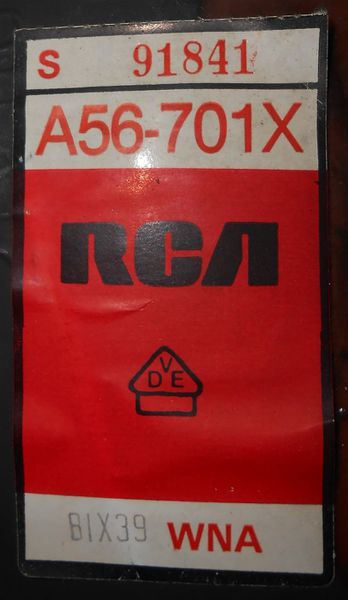 S 91841
A56-701X
RCA
VDE
81X39 WNA